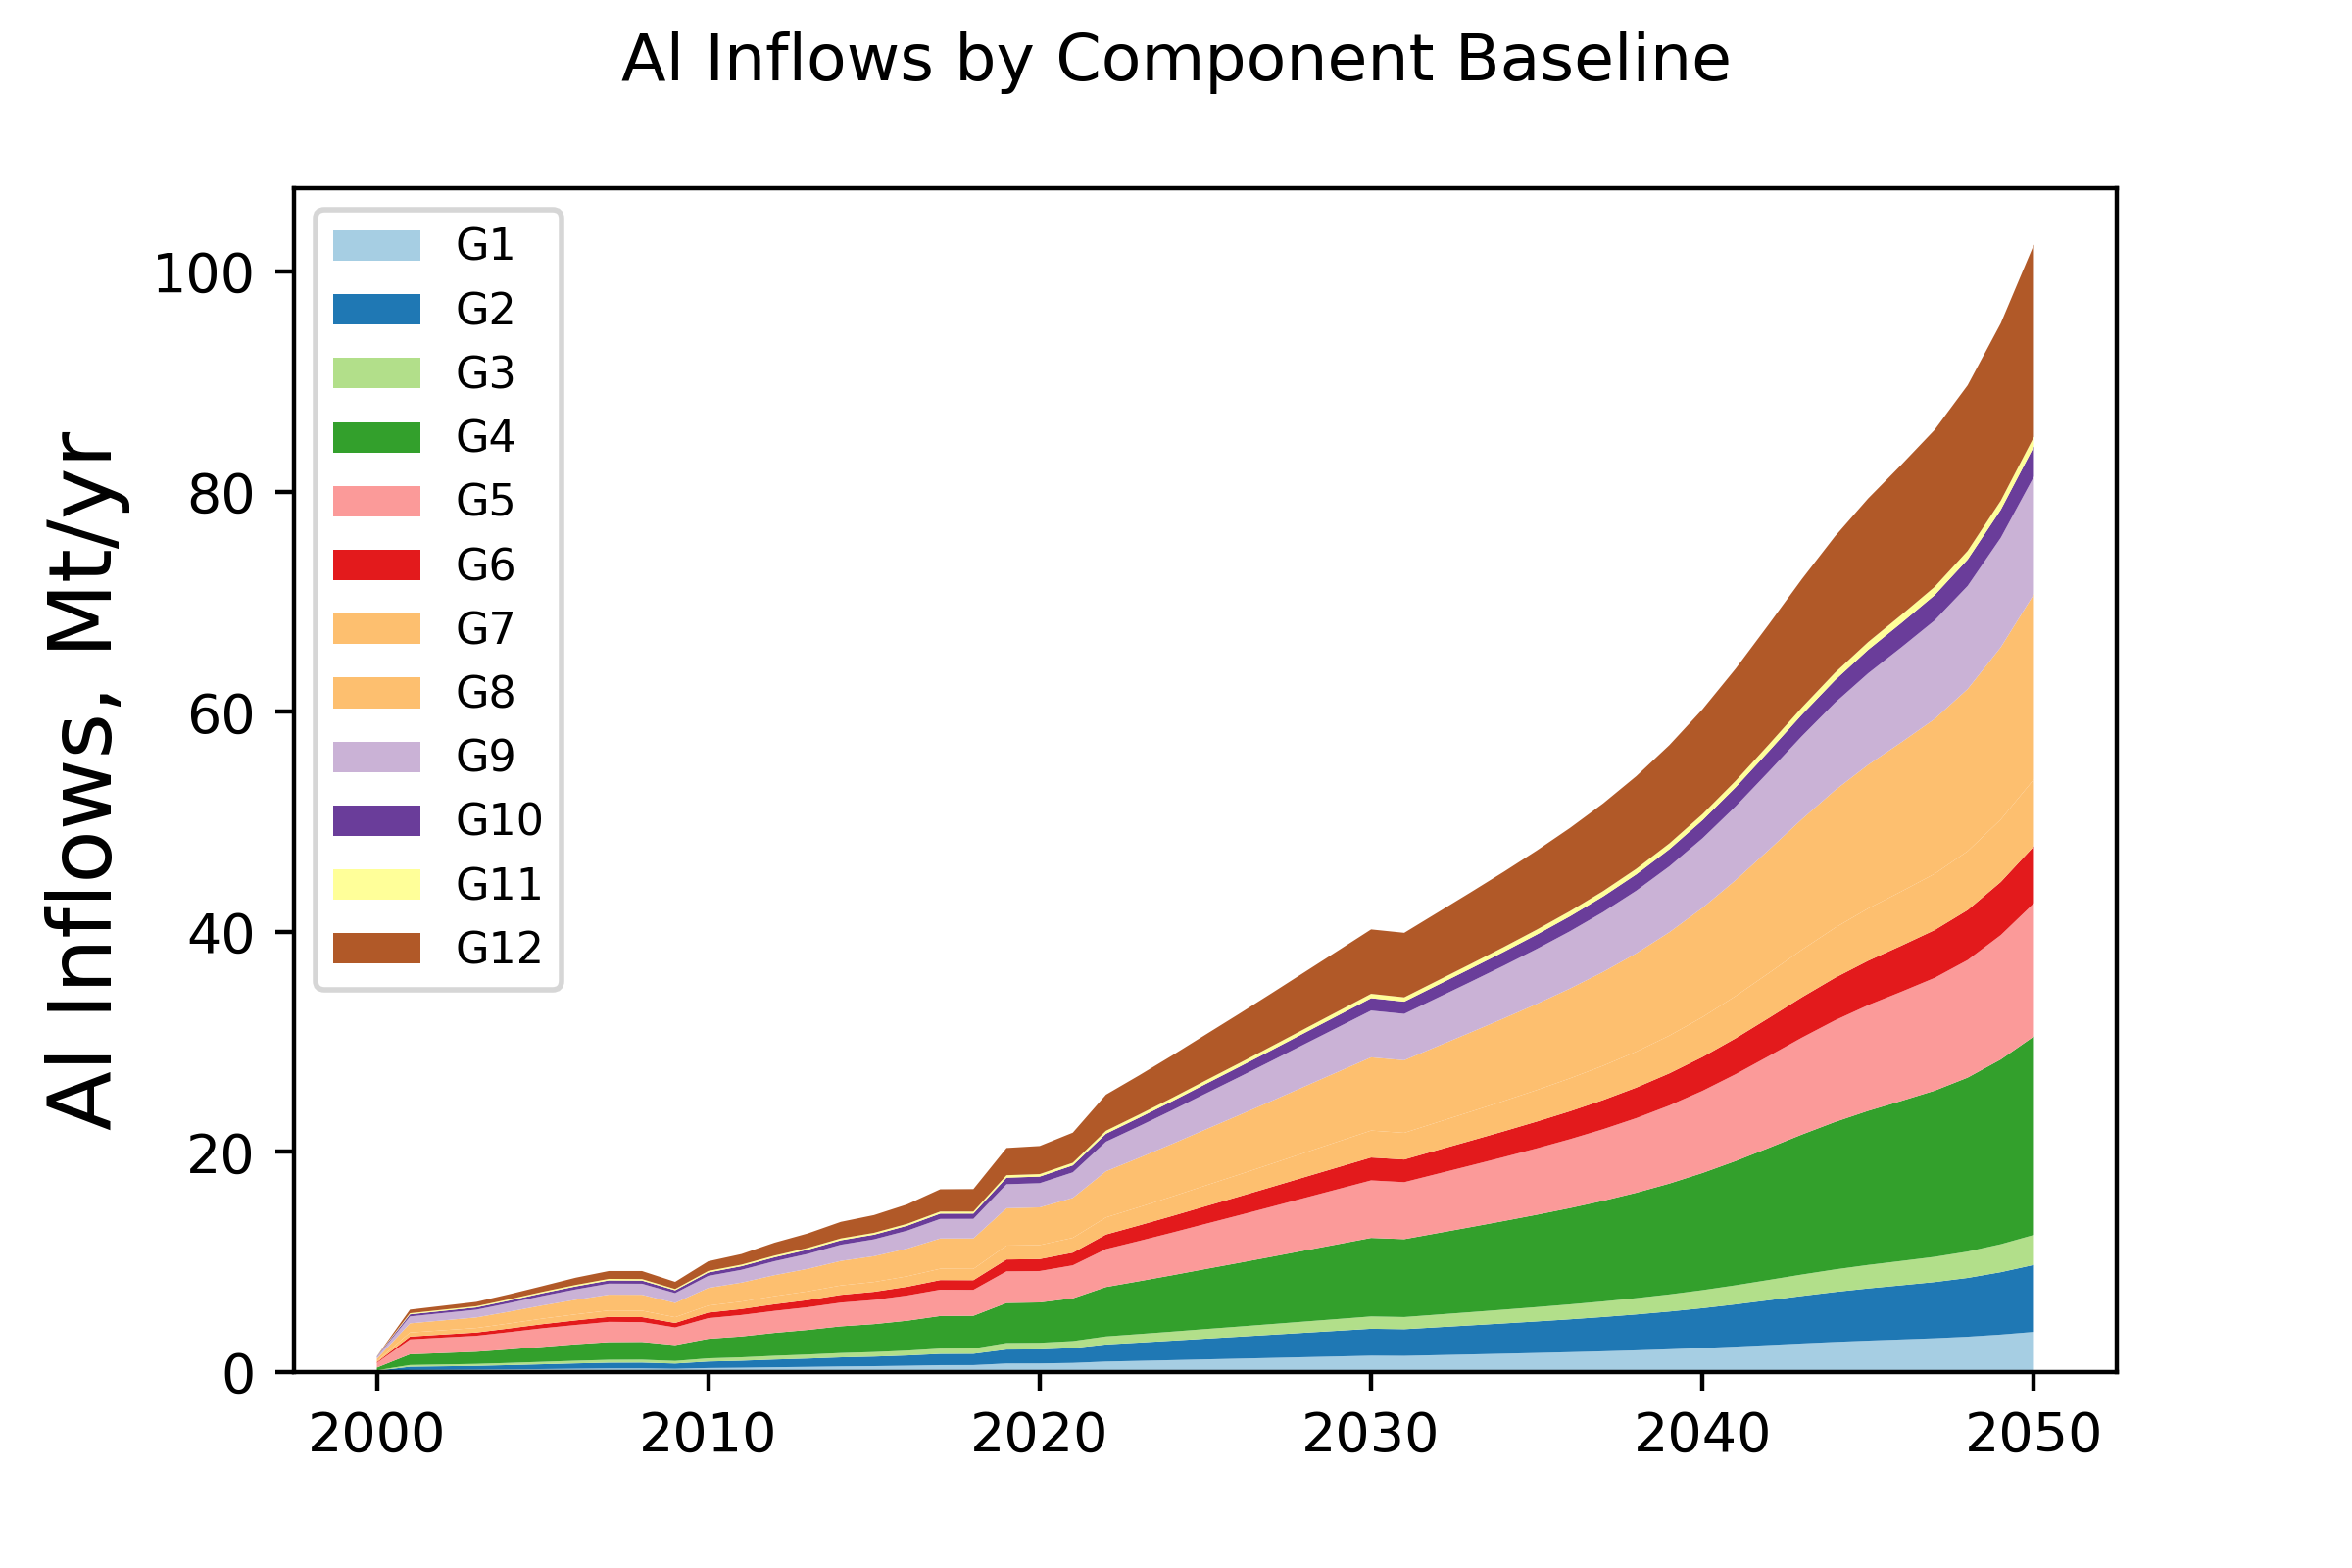 Al Inflows by Component Baseline
Al Inflows, Mt/yr
100
80
60
40
20
0
G1
G2
G3
G4
G5
G6
G7
G8
G9
G10
G11
G12
2000 2010 2020 2030 2040 2050